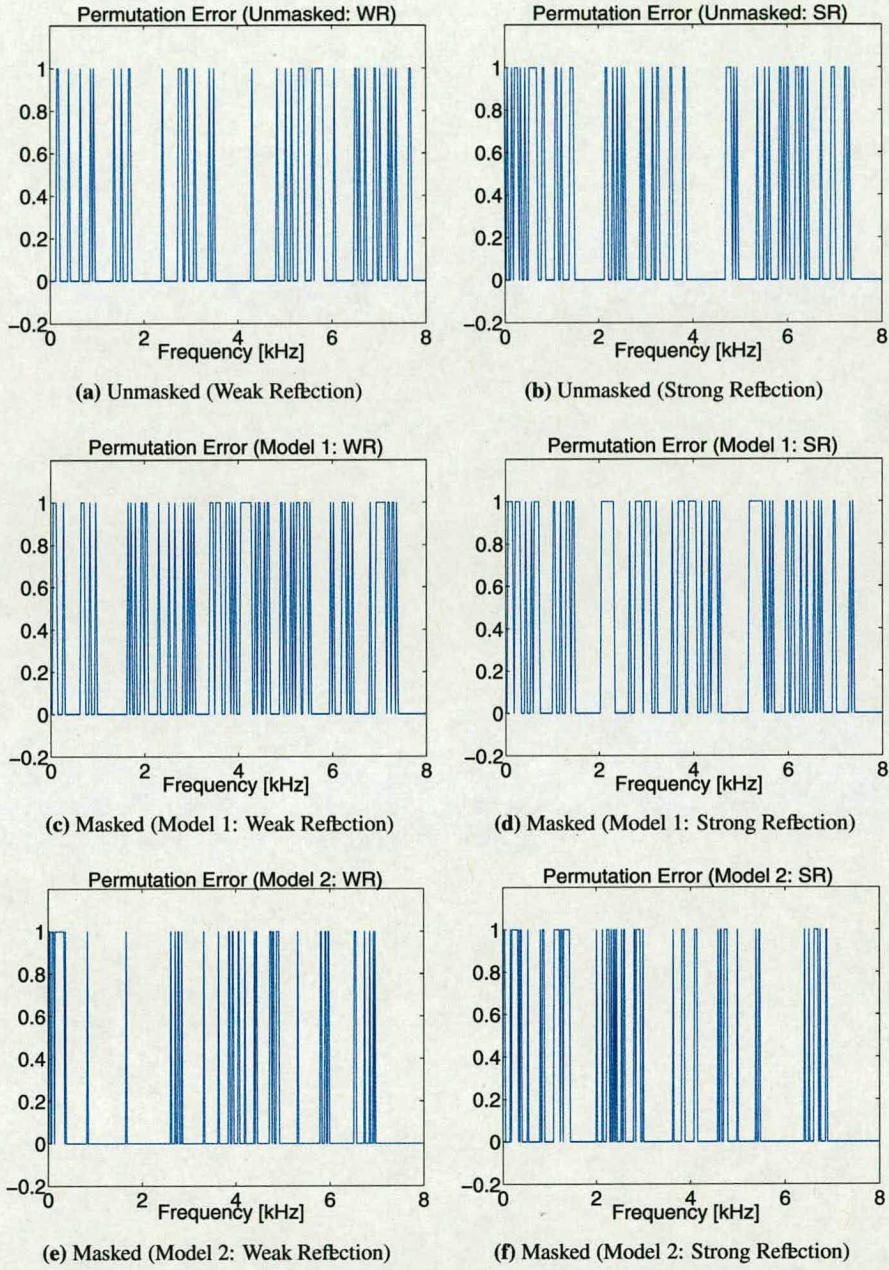 Permutation Error (Unmasked: WR)
1
0.8
0.6
0.4
0.2
0
−0.2
0 2 4 6 8
Frequency [kHz]
(a) Unmasked (Weak Reflection)
Permutation Error (Unmasked: SR)
1
0.8
0.6
0.4
0.2
0
−0.2
0 2 4 6 8
Frequency [kHz]
(b) Unmasked (Strong Reflection)
Permutation Error (Model 1: WR)
1
0.8
0.6
0.4
0.2
0
−0.2
0 2 4 6 8
Frequency [kHz]
(c) Masked (Model 1: Weak Reflection)
Permutation Error (Model 1: SR)
1
0.8
0.6
0.4
0.2
0
−0.2
0 2 4 6 8
Frequency [kHz]
(d) Masked (Model 1: Strong Reflection)
Permutation Error (Model 2: WR)
1
0.8
0.6
0.4
0.2
0
−0.2
0 2 4 6 8
Frequency [kHz]
(e) Masked (Model 2: Weak Reflection)
Permutation Error (Model 2: SR)
1
0.8
0.6
0.4
0.2
0
−0.2
0 2 4 6 8
Frequency [kHz]
(f) Masked (Model 2: Strong Reflection)